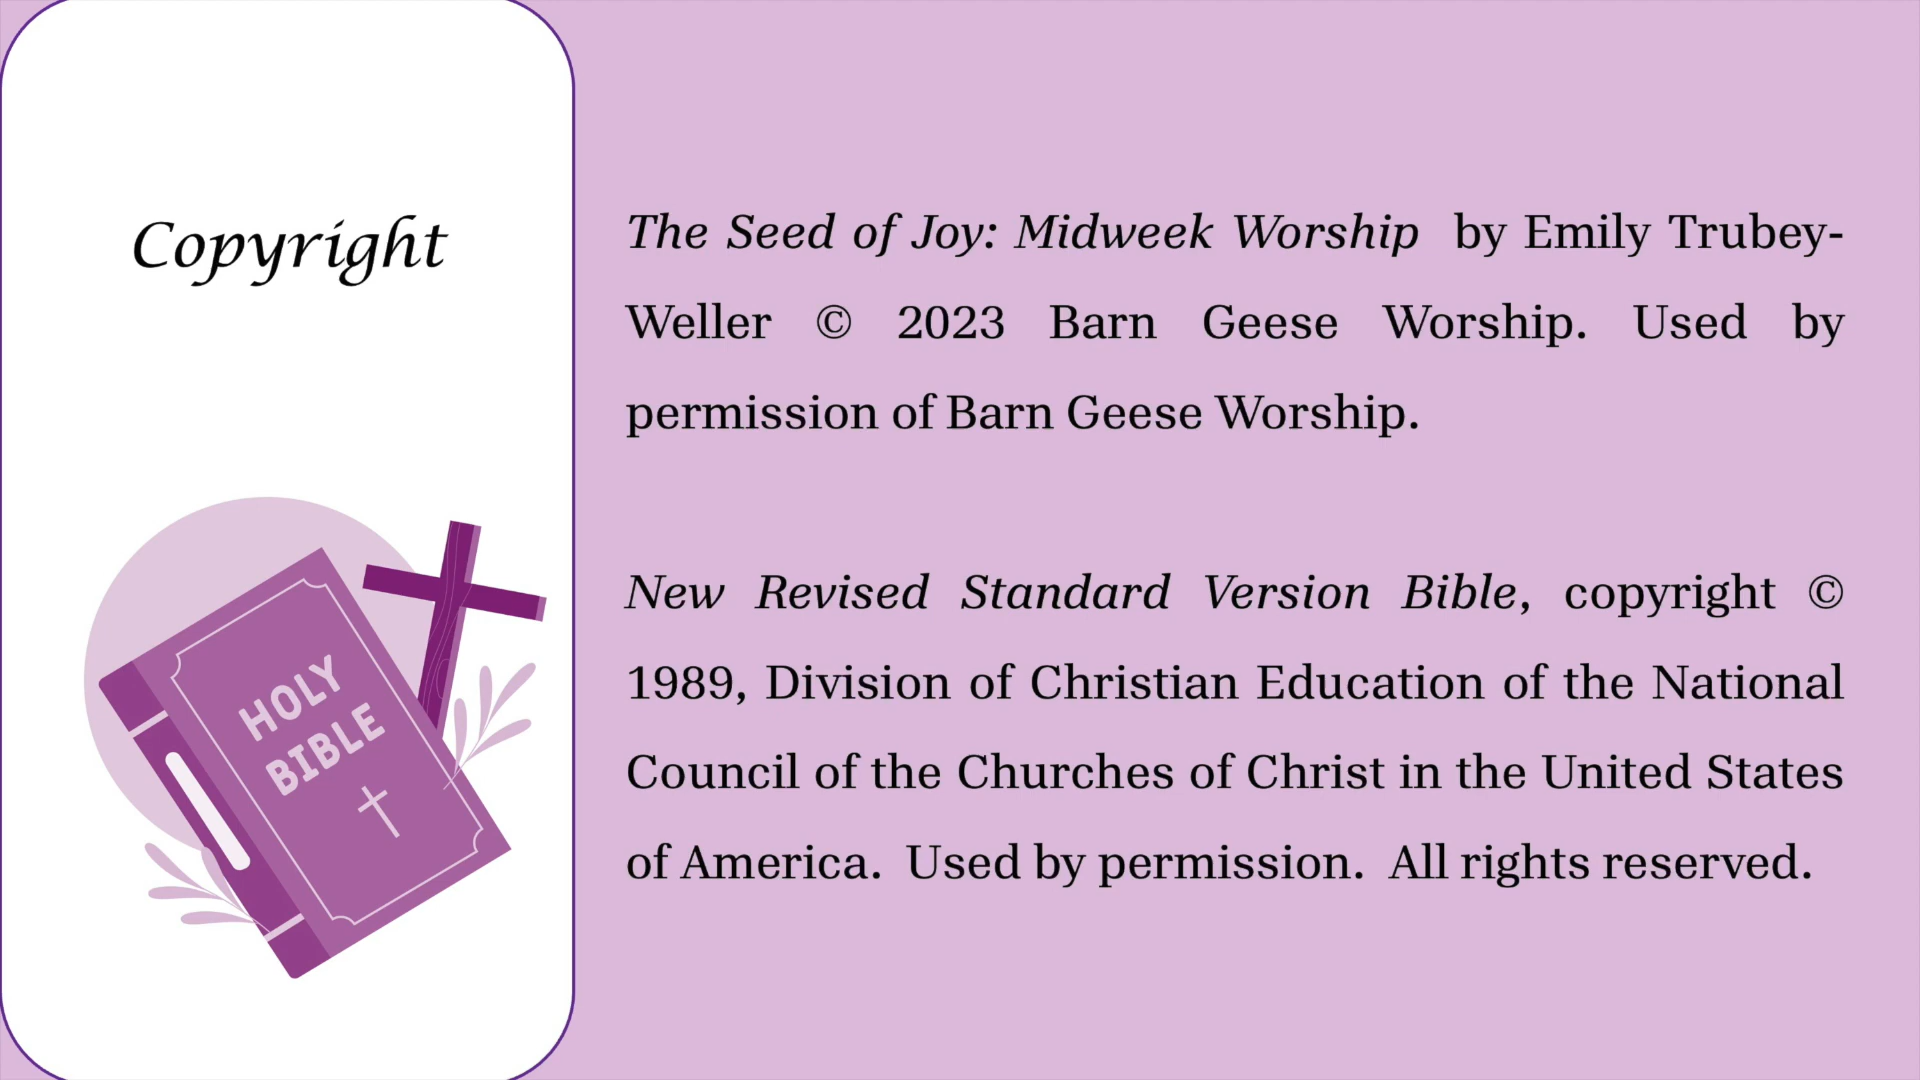 Copyright
The Seed of Joy: Midweek Worship by Emily Trubey-
Weller © 2023 Barn Geese Worship. Used by
permission of Barn Geese Worship.
New Revised Standard Version Bible, copyright ©
1989, Division of Christian Education of the National
Council of the Churches of Christ in the United States
of America. Used by permission. All rights reserved.
HOLY
BIBLE